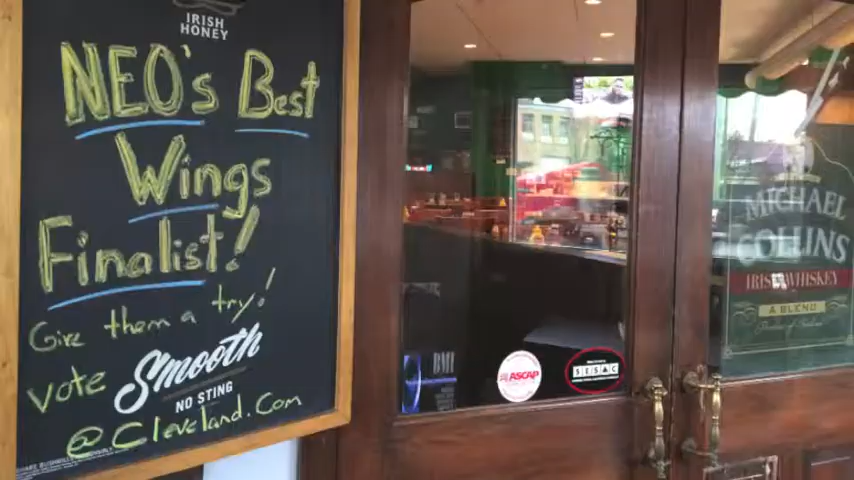 IRISH
HONEY
NEO's Best
Wings
Finalist!
Give them a try!
vote Smooth
NO STING
@Cleveland.Com
BMI
ASCAP
SESAC
MICHAEL
COLLINS
IRISH WHISKEY
A BLEND